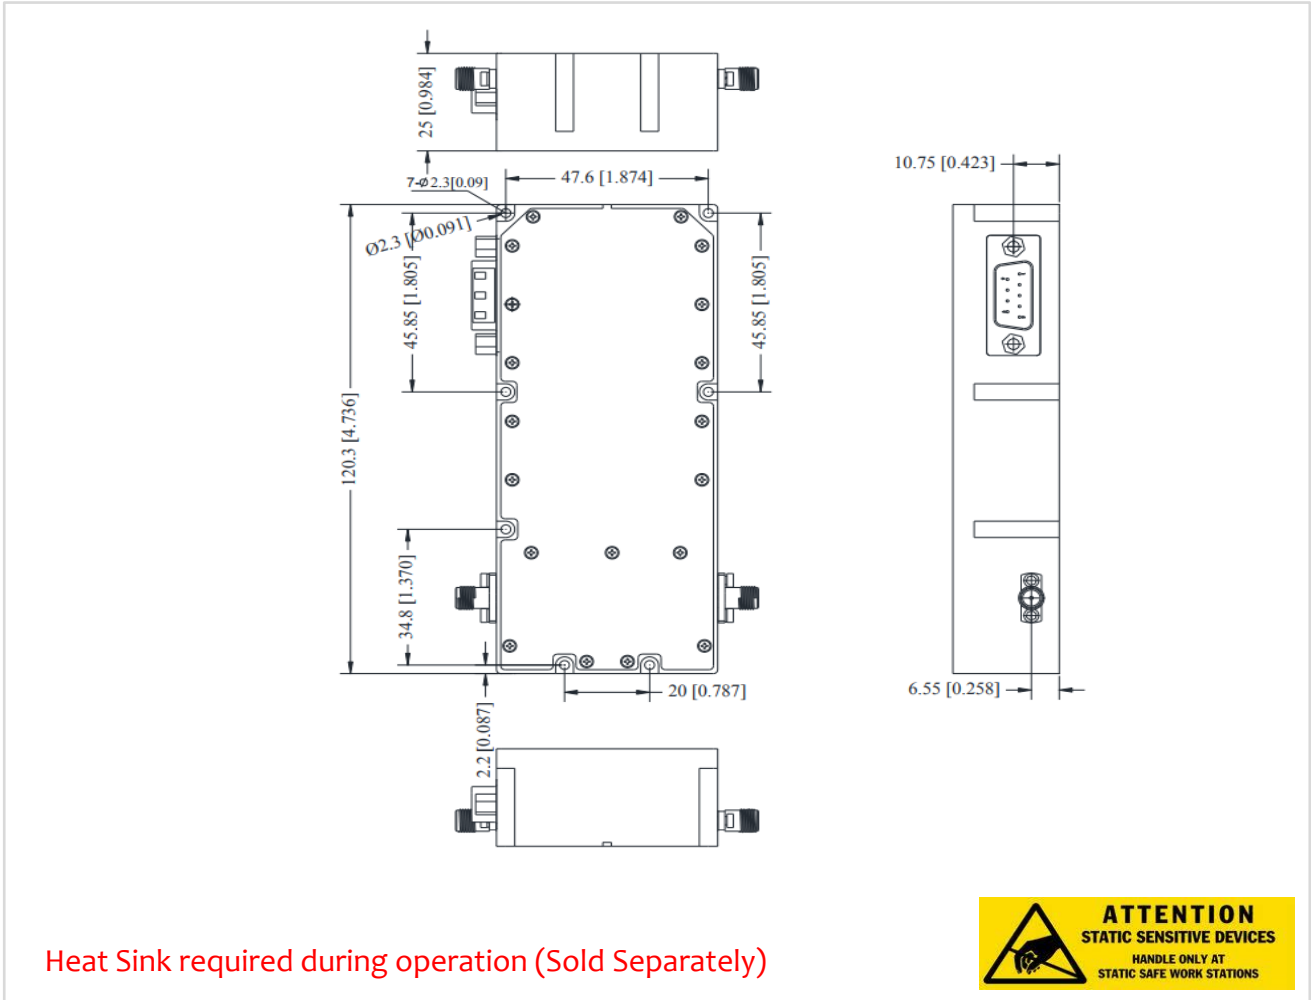 25 [0.984]
10.75 [0.423]
7-Ø2.3[0.09]
47.6 [1.874]
Ø2.3 [Ø0.091]
45.85 [1.805]
45.85 [1.805]
120.3 [4.736]
34.8 [1.370]
20 [0.787]
6.55 [0.258]
2.2 [0.087]
Heat Sink required during operation (Sold Separately)
ATTENTION
STATIC SENSITIVE DEVICES
HANDLE ONLY AT
STATIC SAFE WORK STATIONS